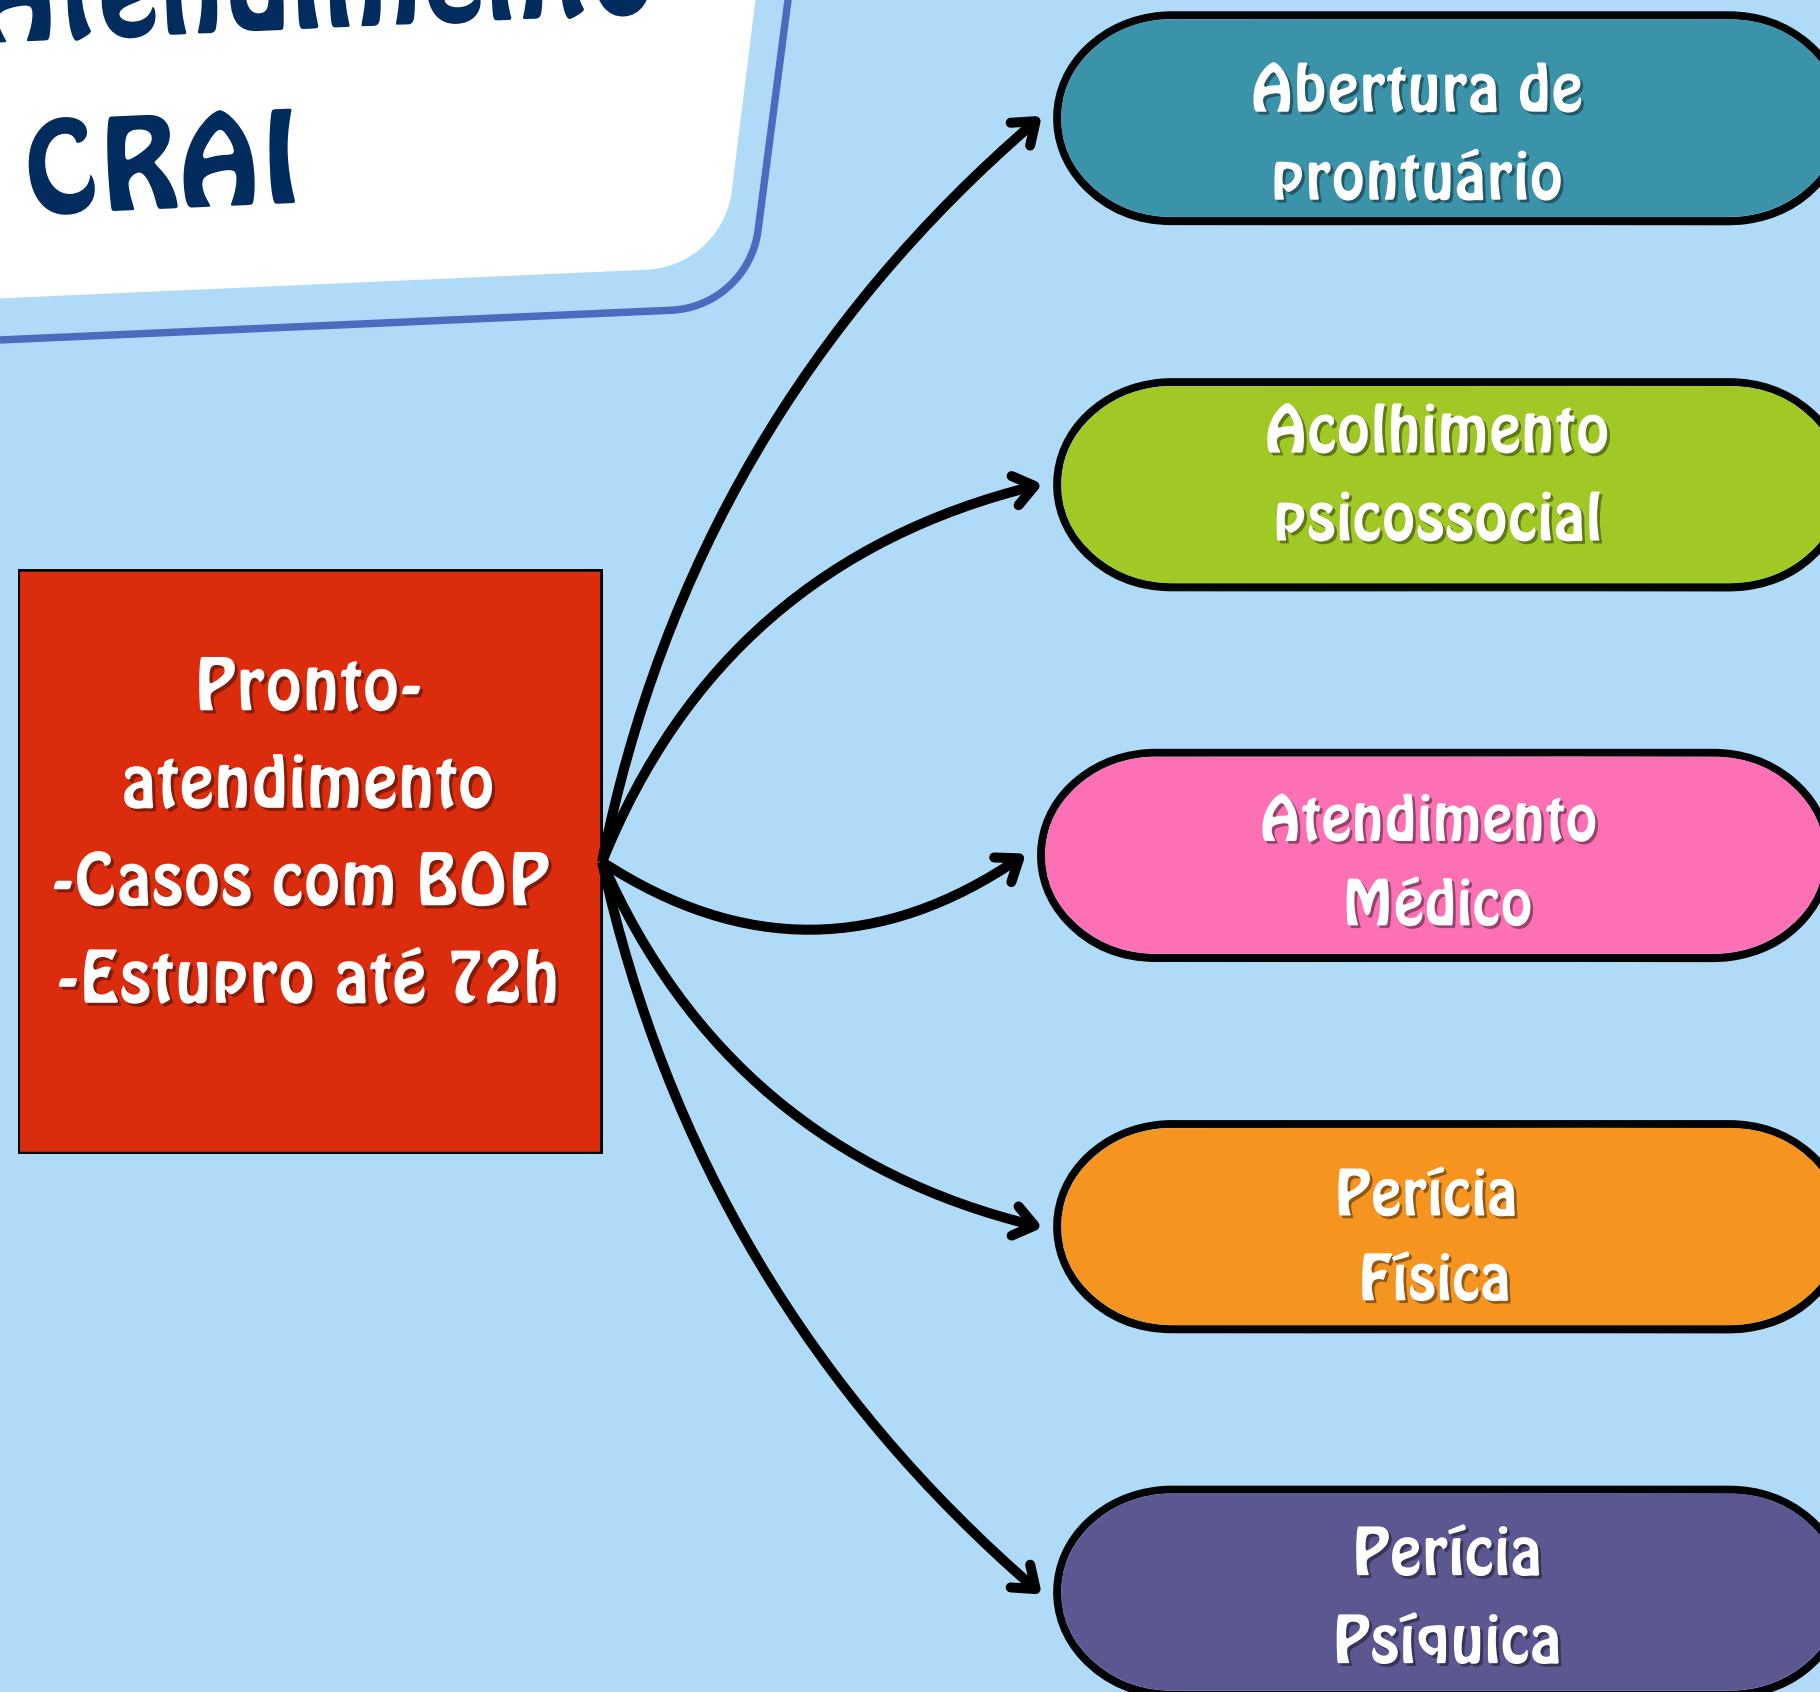 Atendimento
CRAI
Abertura de
prontuário
Acolhimento
psicossocial
Pronto-
atendimento
-Casos com BOP
-Estupro até 72h
Atendimento
Médico
Perícia
Física
Perícia
Psíquica